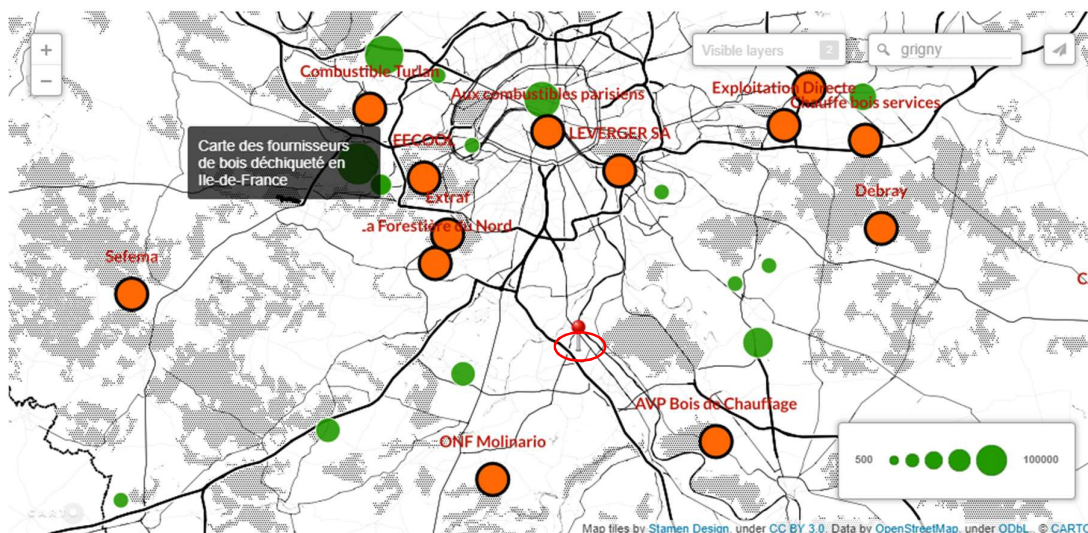 +
−
Visible layers 2
grigny
Combustible Turlan
Aux combustibles parisiens
Exploitation Directe
Chauffe bois services
LEVERGER SA
Carte des fournisseurs
de bois déchiqueté en
Ile-de-France
Extraf
Debray
.a Forestière du Nord
Sefema
C
AVP Bois de Chauffage
ONF Molinario
500
100000
CARTO
Map tiles by Stamen Design, under CC BY 3.0. Data by OpenStreetMap, under ODbL. © CARTO